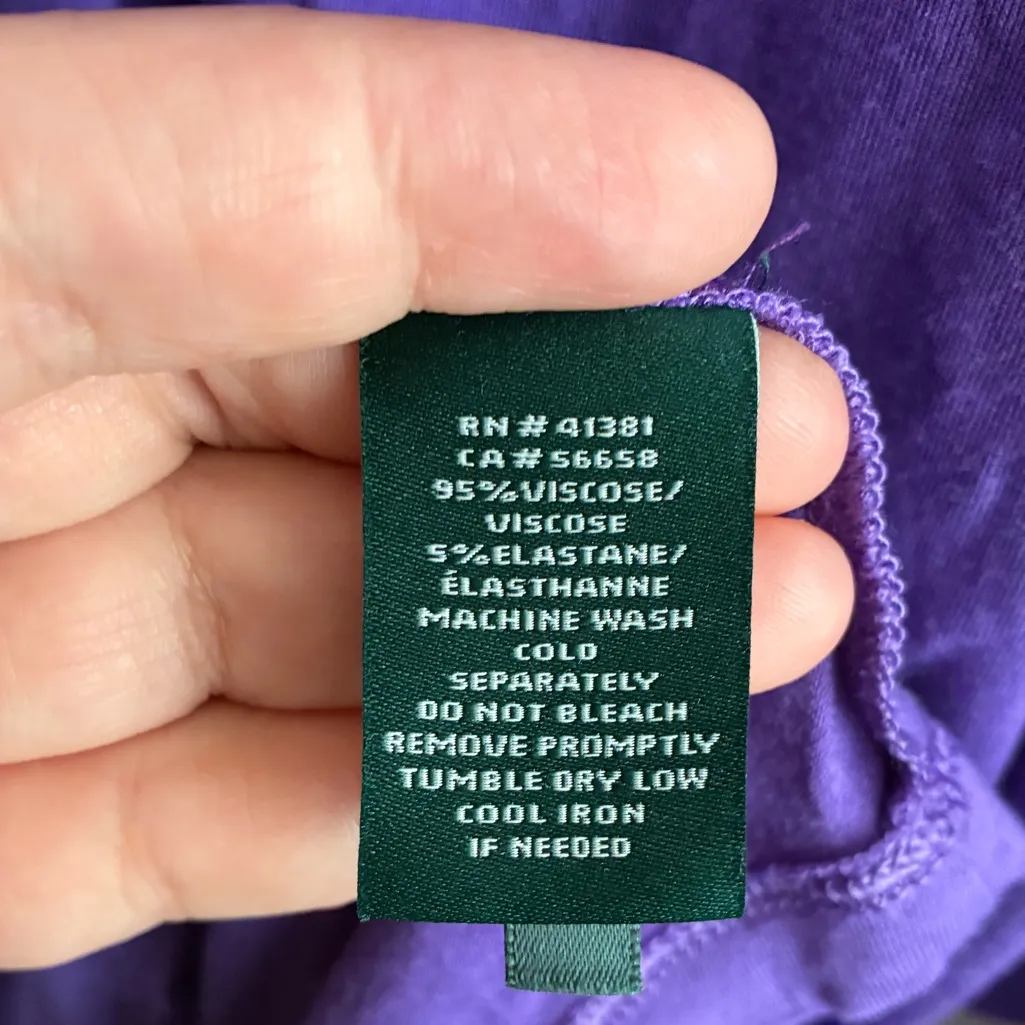 RN # 41381
CA # 56658
95% VISCOSE/
VISCOSE
5% ELASTANE/
ÉLASTHANNE
MACHINE WASH
COLD
SEPARATELY
DO NOT BLEACH
REMOVE PROMPTLY
TUMBLE DRY LOW
COOL IRON
IF NEEDED